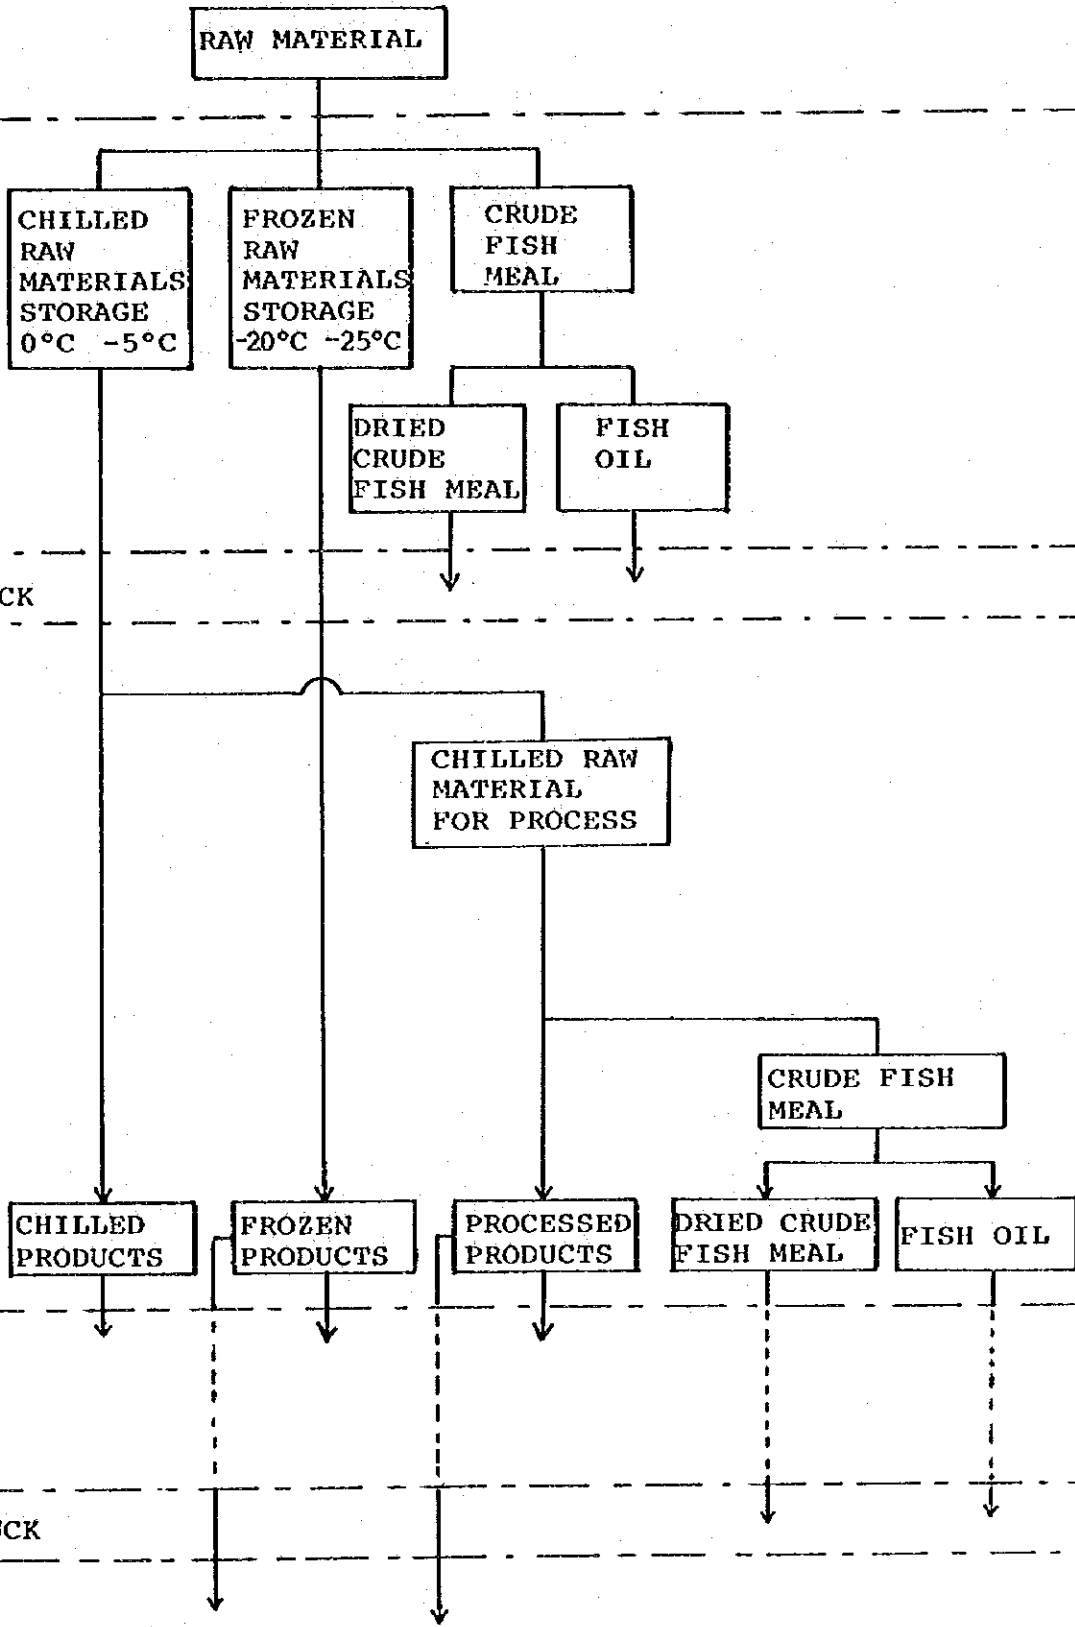 RAW MATERIAL
CHILLED
RAW
MATERIALS
STORAGE
0°C -5°C
FROZEN
RAW
MATERIALS
STORAGE
-20°C -25°C
CRUDE
FISH
MEAL
DRIED
CRUDE
FISH MEAL
FISH
OIL
CK
CHILLED RAW
MATERIAL
FOR PROCESS
CRUDE FISH
MEAL
CHILLED
PRODUCTS
FROZEN
PRODUCTS
PROCESSED
PRODUCTS
DRIED CRUDE
FISH MEAL
FISH OIL
UCK